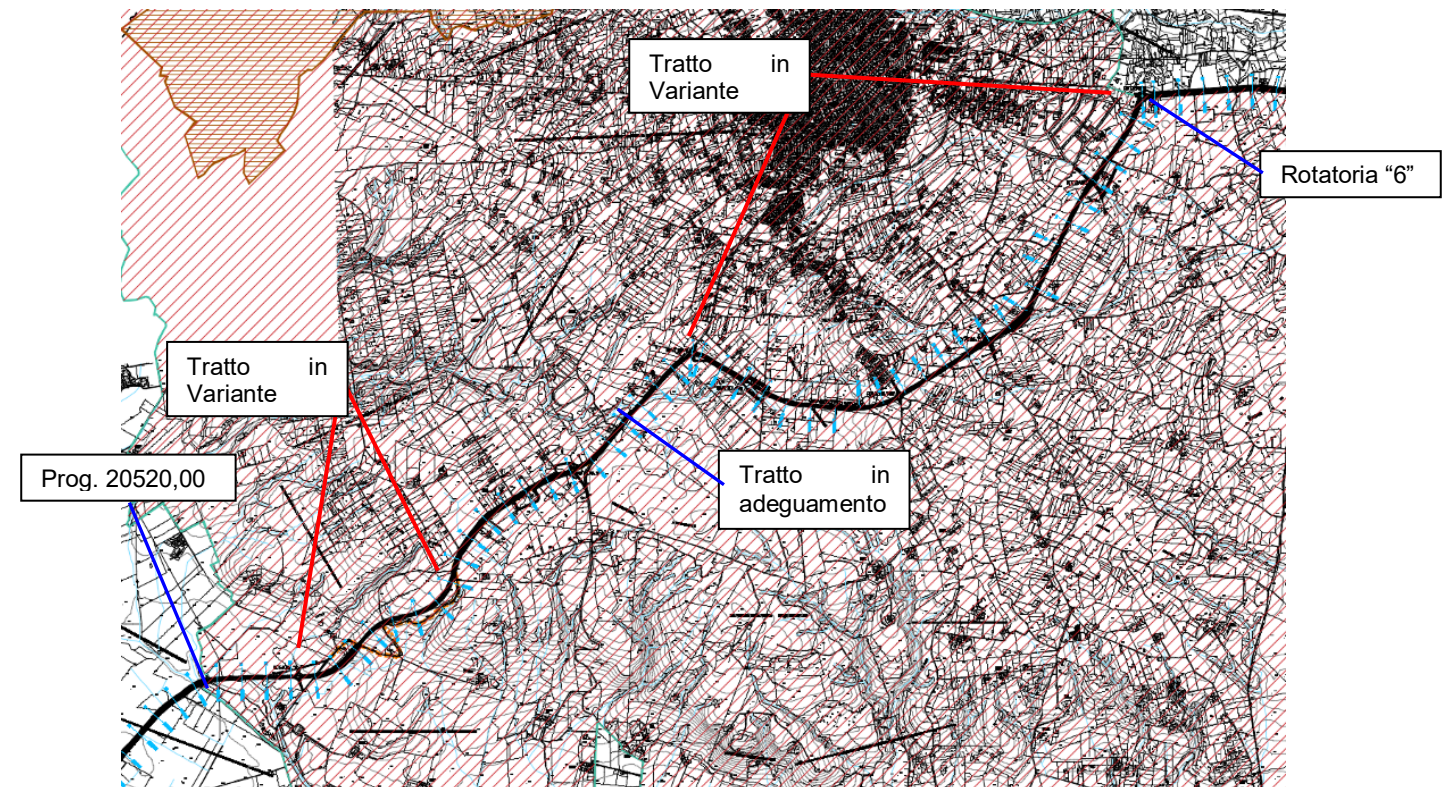 Tratto in
Variante
Rotatoria “6”
Tratto in
Variante
Prog. 20520,00
Tratto in
adeguamento